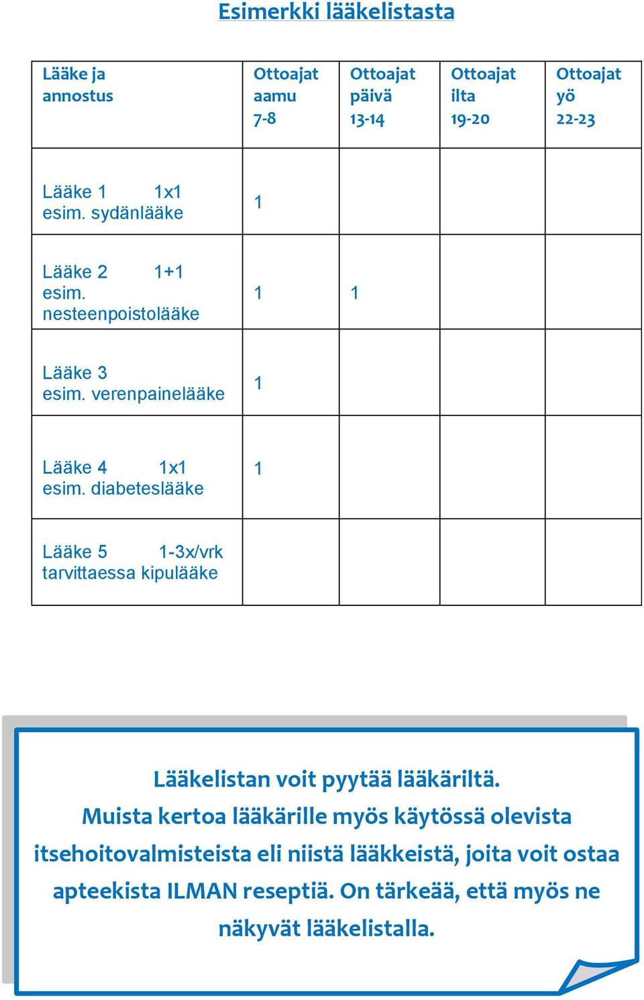 Esimerkki lääkelistasta
Lääke ja
annostus
Ottoajat
aamu
7-8
Ottoajat
päivä
13-14
Ottoajat
ilta
19-20
Ottoajat
yö
22-23
Lääke 1 1x1
esim. sydänlääke
1
Lääke 2 1+1
esim.
nesteenpoistolääke
1 1
Lääke 3
esim. verenpainelääke
1
Lääke 4 1x1
esim. diabeteslääke
1
Lääke 5 1-3x/vrk
tarvittaessa kipulääke
Lääkelistan voit pyytää lääkäriltä.
Muista kertoa lääkärille myös käytössä olevista
itsehoitovalmisteista eli niistä lääkkeistä, joita voit ostaa
apteekista ILMAN reseptiä. On tärkeää, että myös ne
näkyvät lääkelistalla.